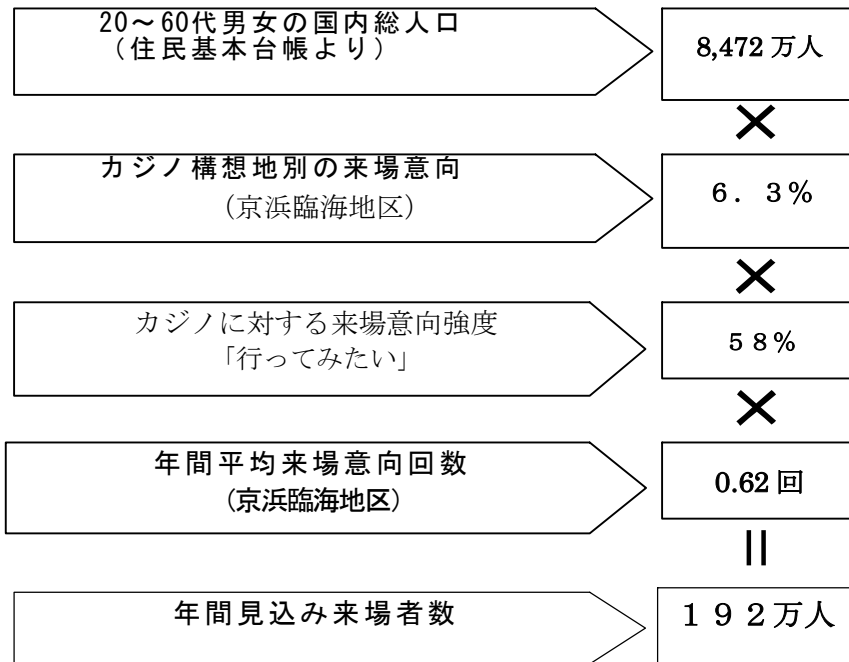 20～60代男女の国内総人口
（住民基本台帳より）
8,472万人
×
カジノ構想地別の来場意向
（京浜臨海地区）
６．３％
×
カジノに対する来場意向強度
「行ってみたい」
５８％
×
年間平均来場意向回数
（京浜臨海地区）
0.62回
＝
年間見込み来場者数
１９２万人